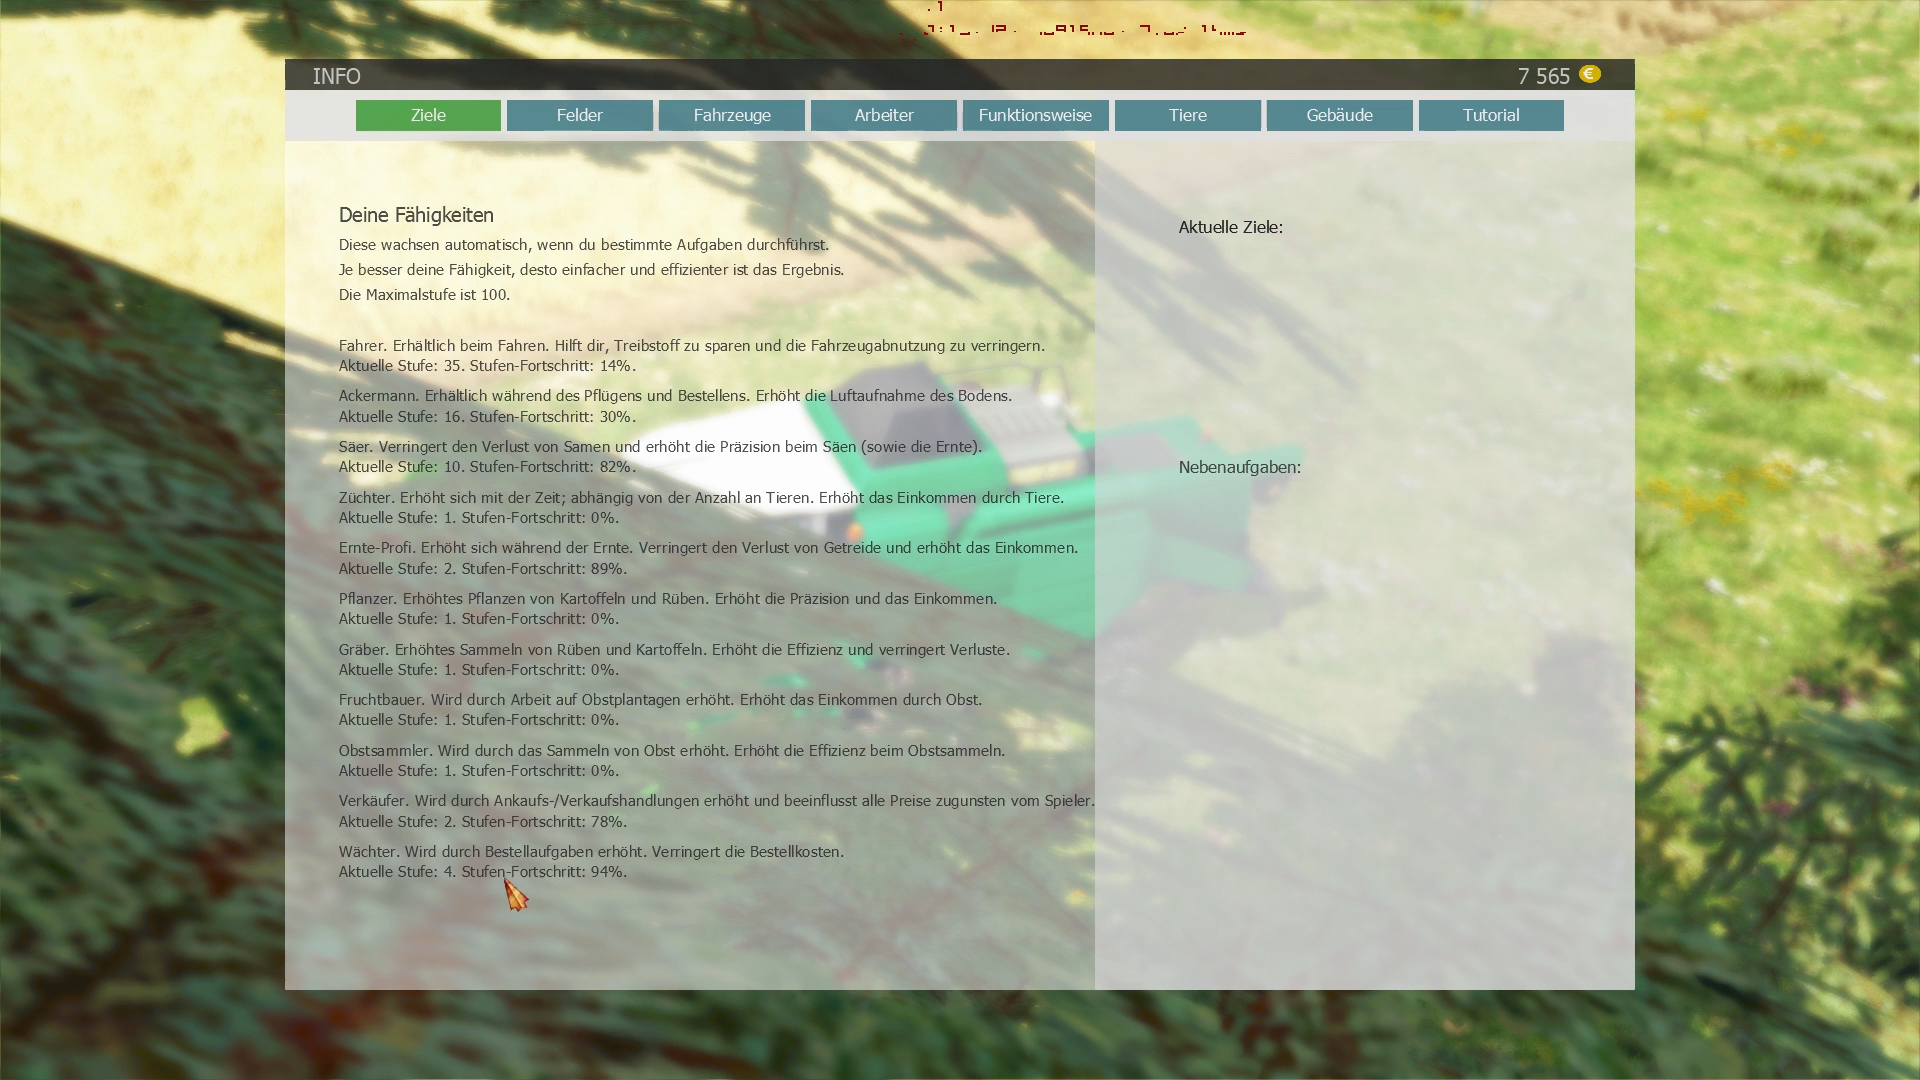 INFO
7 565
Ziele
Felder
Fahrzeuge
Arbeiter
Funktionsweise
Tiere
Gebäude
Tutorial
Deine Fähigkeiten
Diese wachsen automatisch, wenn du bestimmte Aufgaben durchführst.
Je besser deine Fähigkeit, desto einfacher und effizienter ist das Ergebnis.
Die Maximalstufe ist 100.
Fahrer. Erhältlich beim Fahren. Hilft dir, Treibstoff zu sparen und die Fahrzeugabnutzung zu verringern.
Aktuelle Stufe: 35. Stufen-Fortschritt: 14%.
Ackermann. Erhältlich während des Pflügens und Bestellens. Erhöht die Luftaufnahme des Bodens.
Aktuelle Stufe: 16. Stufen-Fortschritt: 30%.
Säer. Verringert den Verlust von Samen und erhöht die Präzision beim Säen (sowie die Ernte).
Aktuelle Stufe: 10. Stufen-Fortschritt: 82%.
Züchter. Erhöht sich mit der Zeit; abhängig von der Anzahl an Tieren. Erhöht das Einkommen durch Tiere.
Aktuelle Stufe: 1. Stufen-Fortschritt: 0%.
Ernte-Profi. Erhöht sich während der Ernte. Verringert den Verlust von Getreide und erhöht das Einkommen.
Aktuelle Stufe: 2. Stufen-Fortschritt: 89%.
Pflanzer. Erhöhtes Pflanzen von Kartoffeln und Rüben. Erhöht die Präzision und das Einkommen.
Aktuelle Stufe: 1. Stufen-Fortschritt: 0%.
Gräber. Erhöhtes Sammeln von Rüben und Kartoffeln. Erhöht die Effizienz und verringert Verluste.
Aktuelle Stufe: 1. Stufen-Fortschritt: 0%.
Fruchtbauer. Wird durch Arbeit auf Obstplantagen erhöht. Erhöht das Einkommen durch Obst.
Aktuelle Stufe: 1. Stufen-Fortschritt: 0%.
Obstsammler. Wird durch das Sammeln von Obst erhöht. Erhöht die Effizienz beim Obstsammeln.
Aktuelle Stufe: 1. Stufen-Fortschritt: 0%.
Verkäufer. Wird durch Ankaufs-/Verkaufshandlungen erhöht und beeinflusst alle Preise zugunsten vom Spieler.
Aktuelle Stufe: 2. Stufen-Fortschritt: 78%.
Wächter. Wird durch Bestellaufgaben erhöht. Verringert die Bestellkosten.
Aktuelle Stufe: 4. Stufen-Fortschritt: 94%.
Aktuelle Ziele:
Nebenaufgaben: